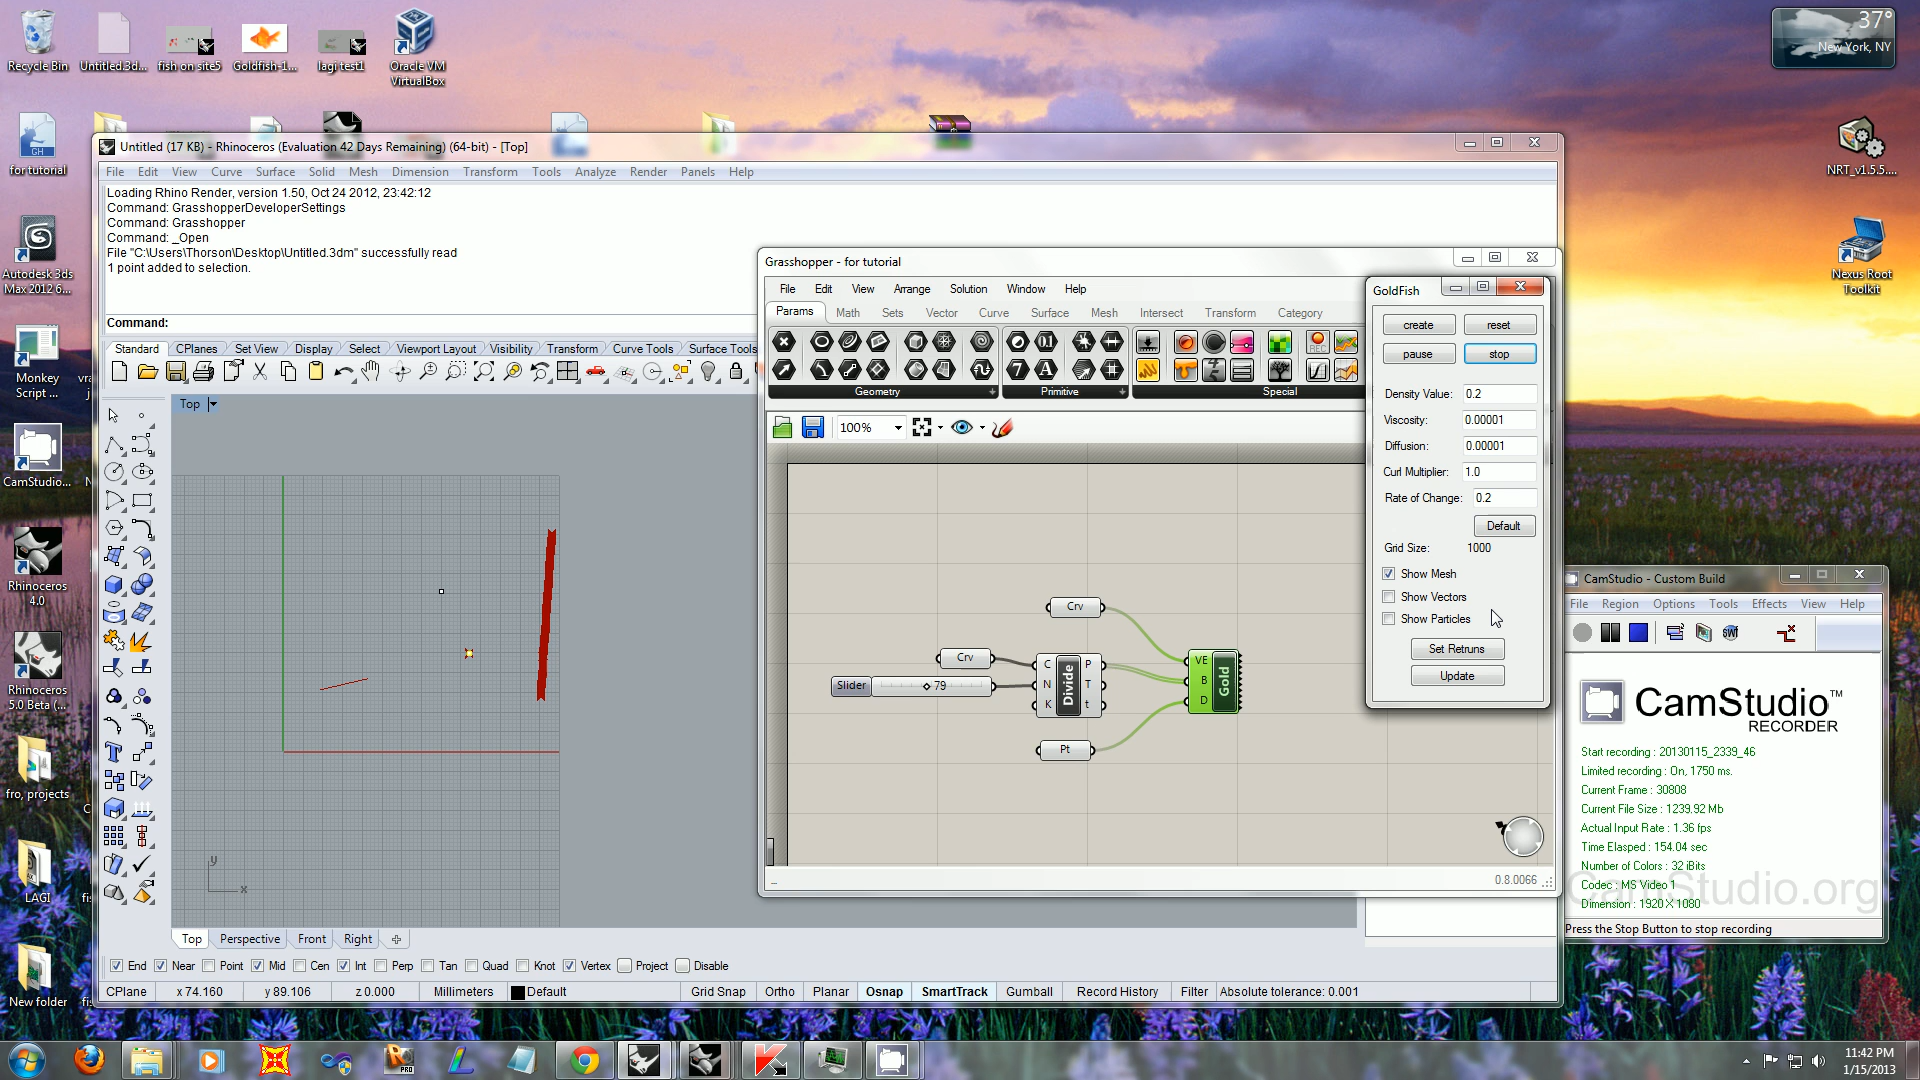 Recycle Bin
Untitled.3d...
fish on site5
Goldfish-1...
lagi test1
Oracle VM
VirtualBox
37°
New York, NY
GH
for tutorial
Autodesk 3ds
Max 2012 6...
Monkey
Script ...
CamStudio...
Rhinoceros
4.0
Rhinoceros
5.0 Beta (...
fro, projects
LAGI
New folder
NRT_v1.5.5....
Nexus Root
Toolkit
Untitled (17 KB) - Rhinoceros (Evaluation 42 Days Remaining) (64-bit) - [Top]
File Edit View Curve Surface Solid Mesh Dimension Transform Tools Analyze Render Panels Help
Loading Rhino Render, version 1.50, Oct 24 2012, 23:42:12
Command: GrasshopperDeveloperSettings
Command: Grasshopper
Command: _Open
File "C:\Users\Thorson\Desktop\Untitled.3dm" successfully read
1 point added to selection.
Command:
Standard CPlanes Set View Display Select Viewport Layout Visibility Transform Curve Tools Surface Tools
Top
y
x
Top Perspective Front Right
End Near Point Mid Cen Int Perp Tan Quad Knot Vertex Project Disable
CPlane x 74.160 y 89.106 z 0.000 Millimeters Default Grid Snap Ortho Planar Osnap SmartTrack Gumball Record History Filter Absolute tolerance: 0.001
Grasshopper - for tutorial
File Edit View Arrange Solution Window Help
Params Math Sets Vector Curve Surface Mesh Intersect Transform Category
Geometry Primitive Special
100%
Crv
Crv
Slider 79
C N K Divide P T t
VE B D Gold
Pt
0.8.0066
GoldFish
create reset
pause stop
Density Value: 0.2
Viscosity: 0.00001
Diffusion: 0.00001
Curl Multiplier: 1.0
Rate of Change: 0.2
Default
Grid Size: 1000
Show Mesh
Show Vectors
Show Particles
Set Retruns
Update
CamStudio - Custom Build
File Region Options Tools Effects View Help
CamStudio™
RECORDER
Start recording : 20130115_2339_46
Limited recording : On, 1750 ms.
Current Frame : 30808
Current File Size : 1239.92 Mb
Actual Input Rate : 1.36 fps
Time Elasped : 154.04 sec
Number of Colors : 32 iBits
Codec : MS Video 1
Dimension : 1920 X 1080
CamStudio.org
Press the Stop Button to stop recording
11:42 PM
1/15/2013